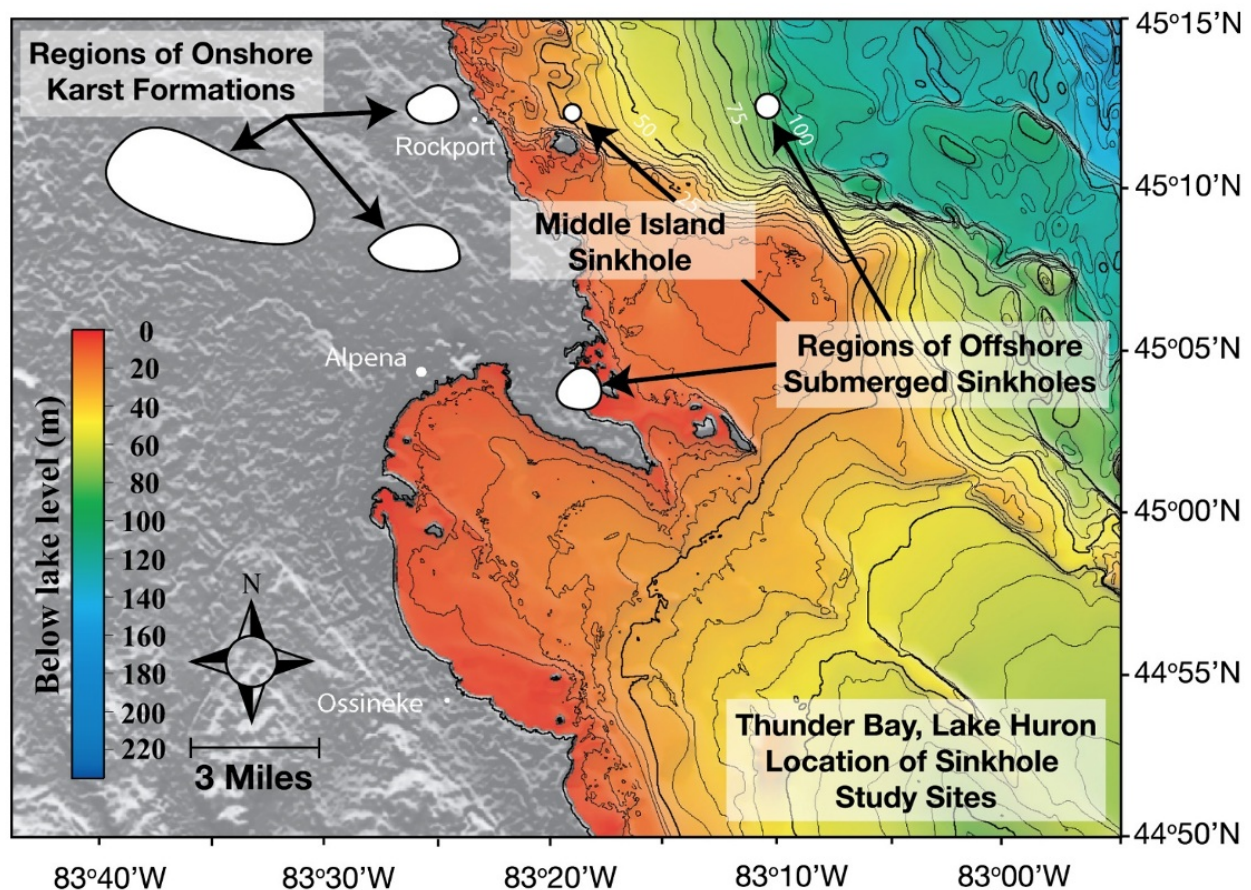 Regions of Onshore
Karst Formations
Rockport
50
75
100
25
Middle Island
Sinkhole
Regions of Offshore
Submerged Sinkholes
Alpena
Ossineke
Below lake level (m)
0
20
40
60
80
100
120
140
160
180
200
220
N
3 Miles
Thunder Bay, Lake Huron
Location of Sinkhole
Study Sites
45°15'N
45°10'N
45°05'N
45°00'N
44°55'N
44°50'N
83°40'W
83°30'W
83°20'W
83°10'W
83°00'W